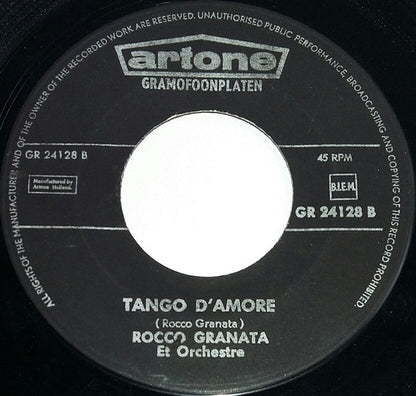 ALL RIGHTS OF THE MANUFACTURER AND OF THE OWNER OF THE RECORDED WORK ARE RESERVED. UNAUTHORISED PUBLIC PERFORMANCE, BROADCASTING AND COPYING OF THIS RECORD PROHIBITED.
artone
GRAMOFOONPLATEN
GR 24128 B
45 RPM
Manufactured by
Artone Holland.
B.I.E.M.
GR 24128 B
TANGO D'AMORE
( Rocco Granata )
ROCCO GRANATA
Et Orchestre